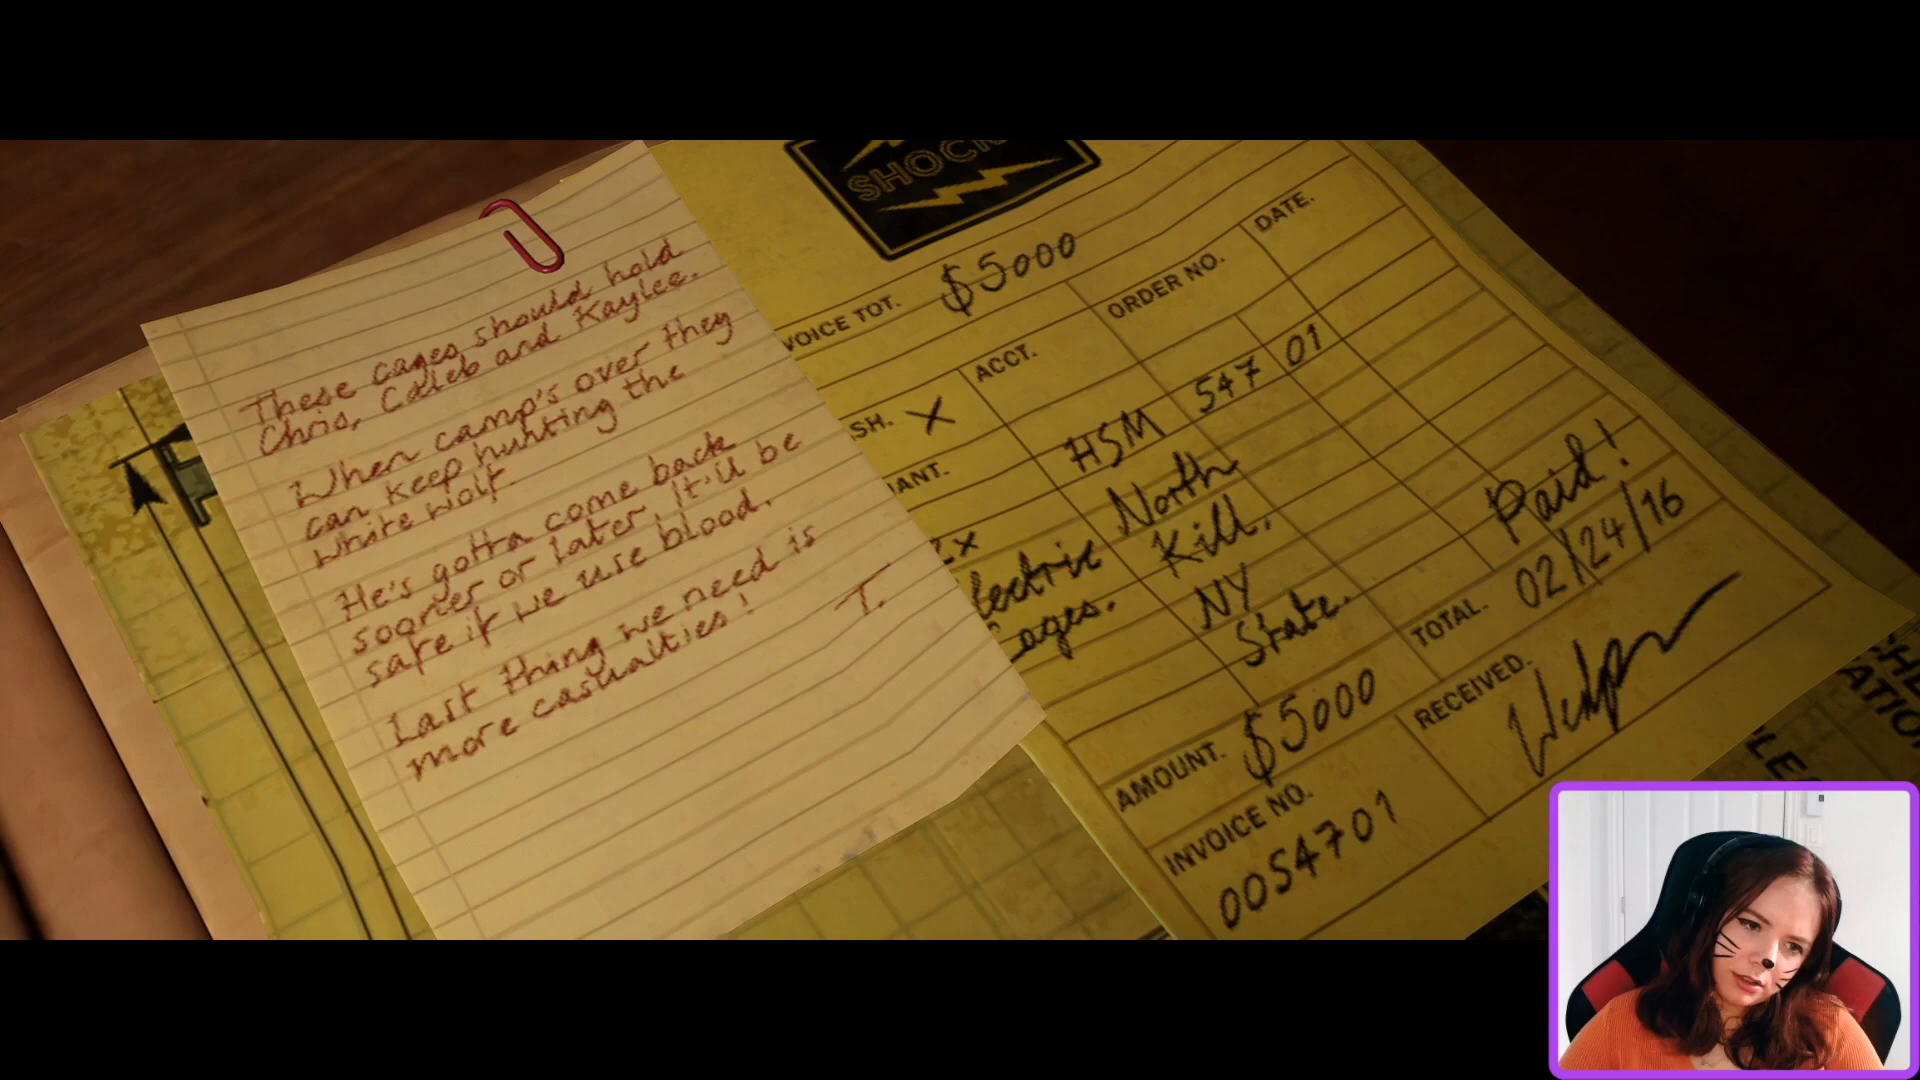 These cages should hold
Chris, Caleb and Kaylee.
When camp's over they
can keep hunting the
White Wolf.
He's gotta come back
sooner or later, it'll be
safe if we use blood.
Last thing we need is
more casualties!
T.
SHOCK
VOICE TOT. $5000
DATE.
ORDER NO.
ACCT.
SH. X
HSM 547 01
ANT.
North
Kill,
NY
State.
lectric
ages.
Paid!
02/24/16
TOTAL.
RECEIVED.
AMOUNT. $5000
INVOICE NO.
0054701